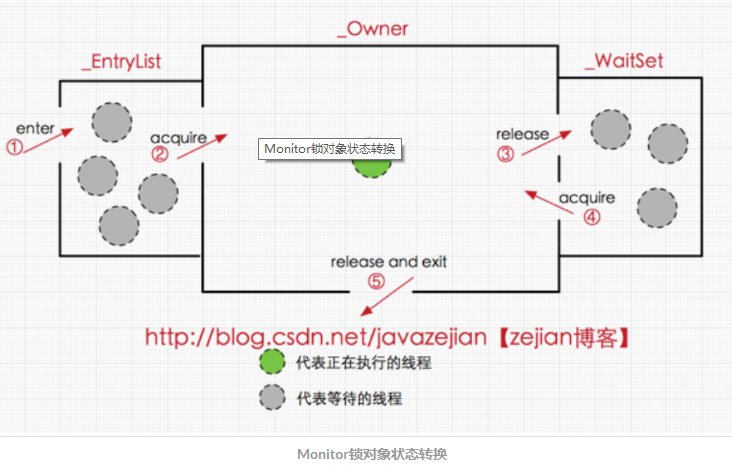 _Owner
_EntryList
_WaitSet
enter
①
acquire
②
Monitor锁对象状态转换
release
③
acquire
④
release and exit
⑤
http://blog.csdn.net/javazejian【zejian博客】
代表正在执行的线程
代表等待的线程
Monitor锁对象状态转换